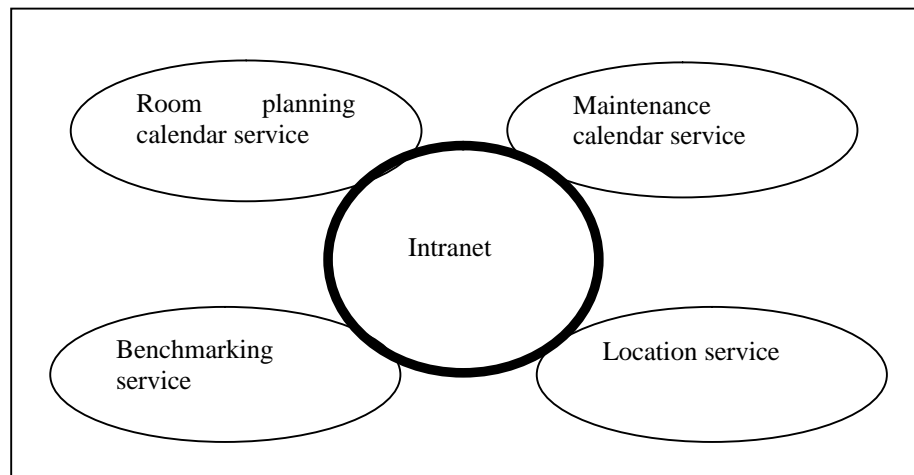 Room planning
calendar service
Maintenance
calendar service
Intranet
Benchmarking
service
Location service